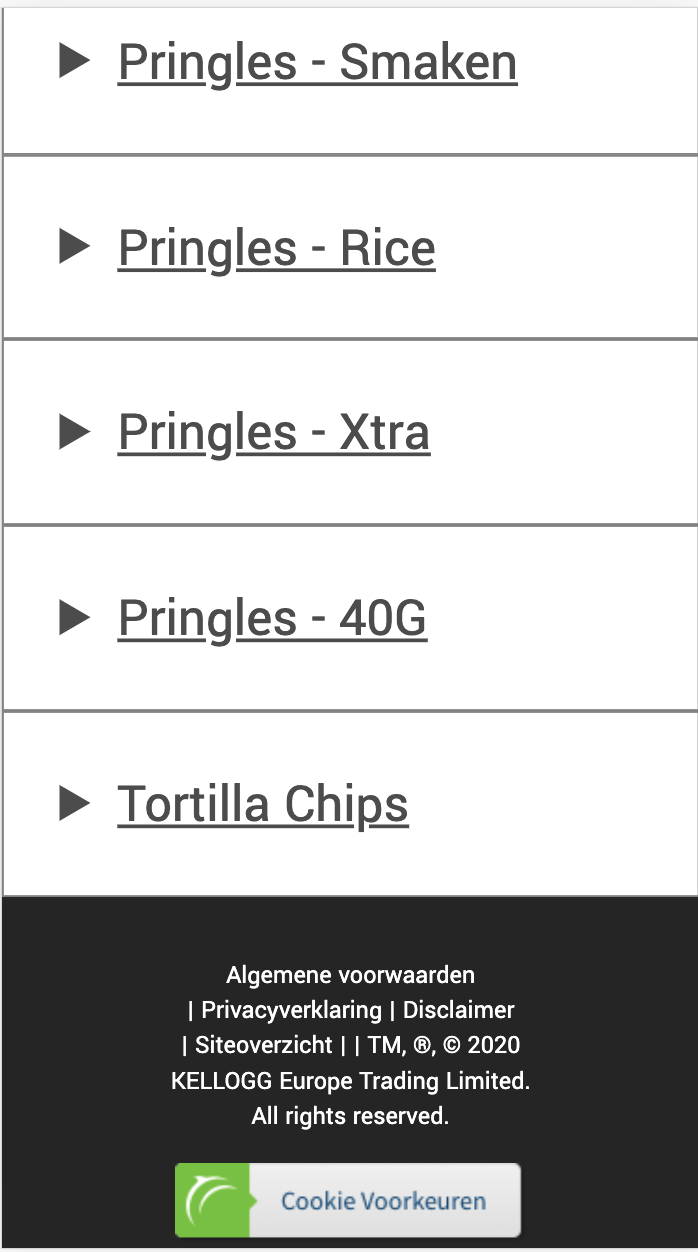 Pringles - Smaken
Pringles - Rice
Pringles - Xtra
Pringles - 40G
Tortilla Chips
Algemene voorwaarden
| Privacyverklaring | Disclaimer
| Siteoverzicht | | TM, ®, © 2020
KELLOGG Europe Trading Limited.
All rights reserved.
Cookie Voorkeuren